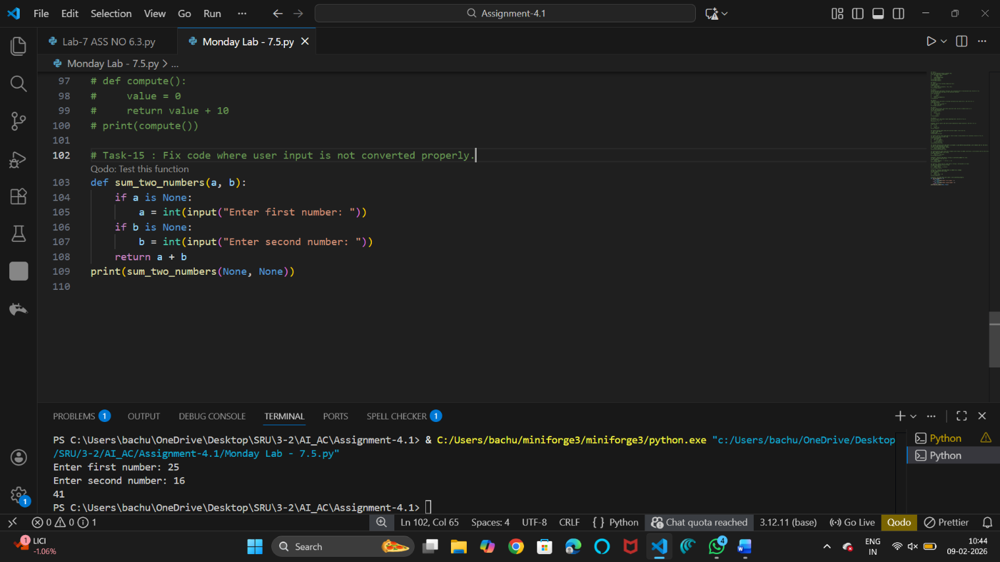 File Edit Selection View Go Run ··· Assignment-4.1
Lab-7 ASS NO 6.3.py Monday Lab - 7.5.py
Monday Lab - 7.5.py > ...
97 # def compute():
98 #     value = 0
99 #     return value + 10
100 # print(compute())
101
102 # Task-15 : Fix code where user input is not converted properly.
Qodo: Test this function
103 def sum_two_numbers(a, b):
104     if a is None:
105         a = int(input("Enter first number: "))
106     if b is None:
107         b = int(input("Enter second number: "))
108     return a + b
109 print(sum_two_numbers(None, None))
110
PROBLEMS 1 OUTPUT DEBUG CONSOLE TERMINAL PORTS SPELL CHECKER 1
PS C:\Users\bachu\OneDrive\Desktop\SRU\3-2\AI_AC\Assignment-4.1> & C:/Users/bachu/miniforge3/miniforge3/python.exe "c:/Users/bachu/OneDrive/Desktop
/SRU/3-2/AI_AC/Assignment-4.1/Monday Lab - 7.5.py"
Enter first number: 25
Enter second number: 16
41
PS C:\Users\bachu\OneDrive\Desktop\SRU\3-2\AI_AC\Assignment-4.1>
Python
Python
1
0 0 1 Ln 102, Col 65 Spaces: 4 UTF-8 CRLF {} Python Chat quota reached 3.12.11 (base) Go Live Qodo Prettier
1 LICI
-1.06%
Search
4
ENG
IN
10:44
09-02-2026